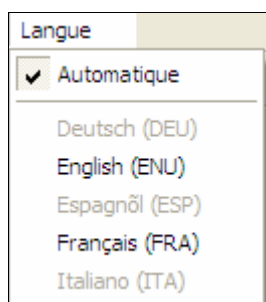 Langue
Automatique
Deutsch (DEU)
English (ENU)
Espagnõl (ESP)
Français (FRA)
Italiano (ITA)